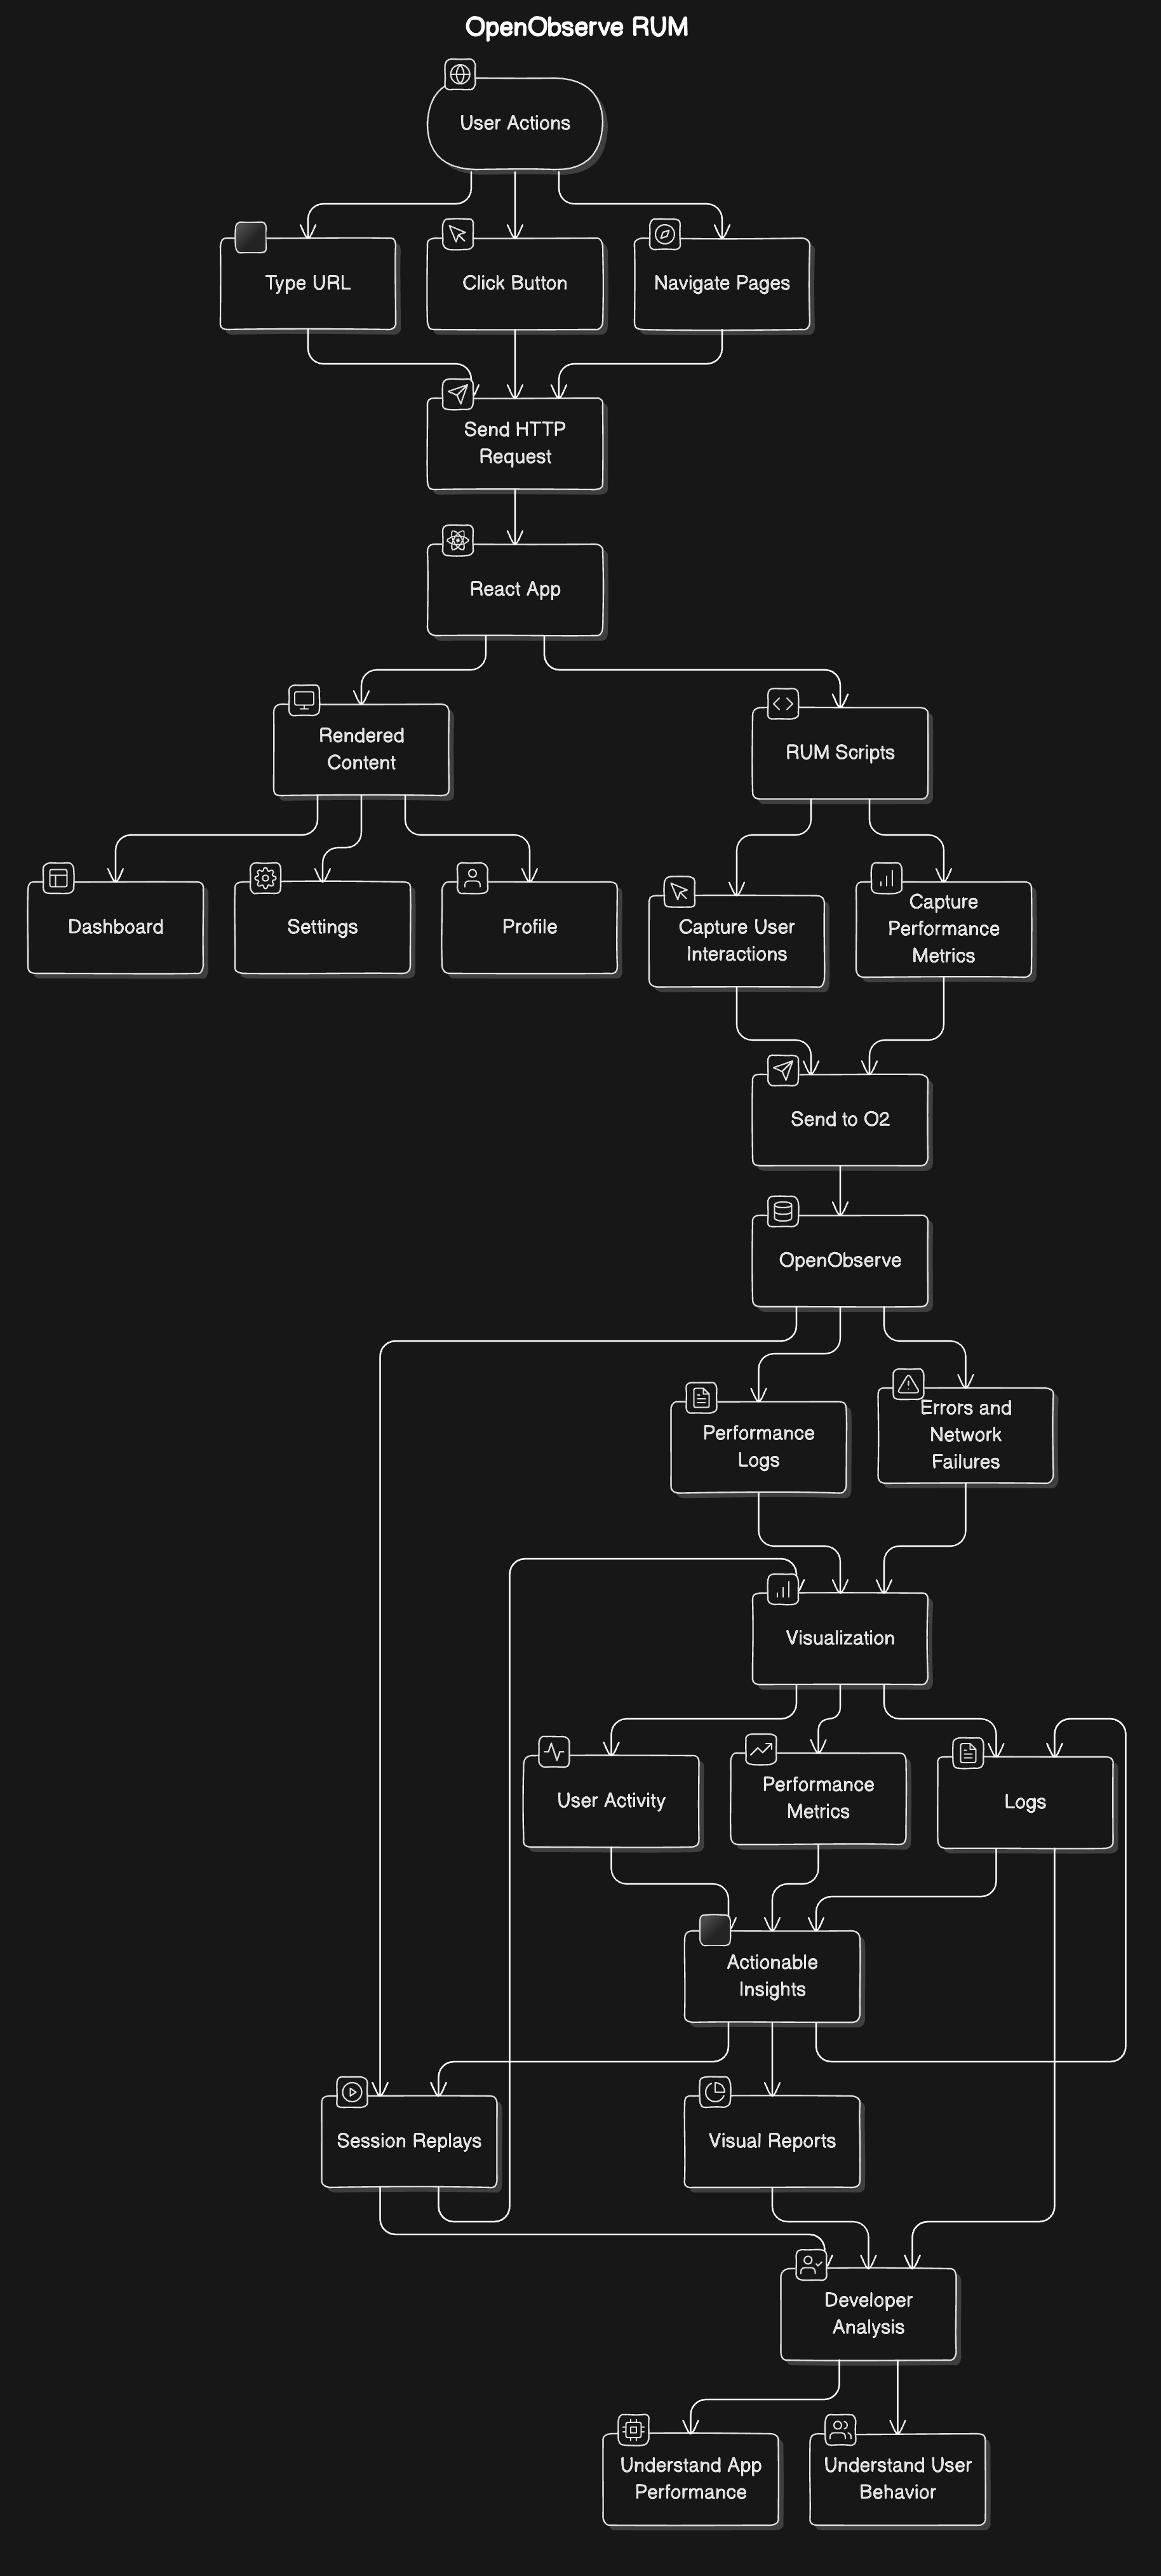 OpenObserve RUM
User Actions
Type URL
Click Button
Navigate Pages
Send HTTP
Request
React App
Rendered
Content
RUM Scripts
Dashboard
Settings
Profile
Capture User
Interactions
Capture
Performance
Metrics
Send to O2
OpenObserve
Performance
Logs
Errors and
Network
Failures
Visualization
User Activity
Performance
Metrics
Logs
Actionable
Insights
Session Replays
Visual Reports
Developer
Analysis
Understand App
Performance
Understand User
Behavior